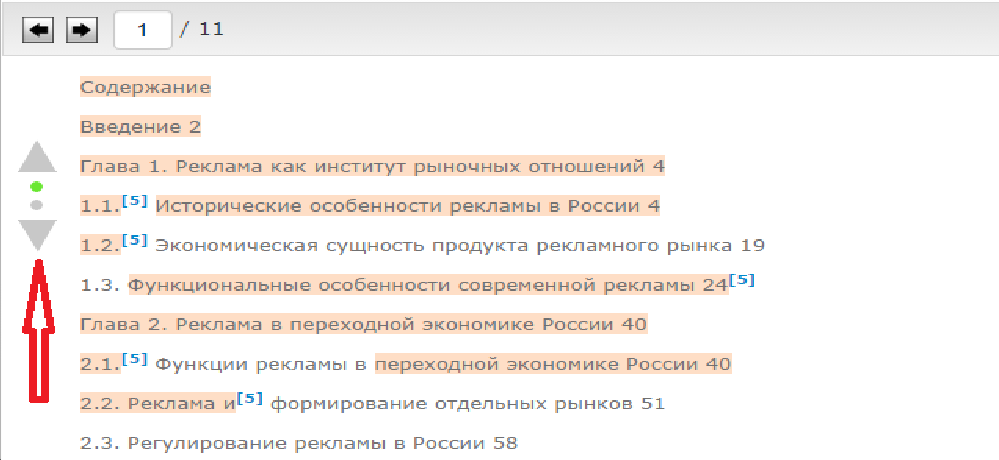 1 / 11
Содержание
Введение 2
Глава 1. Реклама как институт рыночных отношений 4
1.1.[5] Исторические особенности рекламы в России 4
1.2.[5] Экономическая сущность продукта рекламного рынка 19
1.3. Функциональные особенности современной рекламы 24[5]
Глава 2. Реклама в переходной экономике России 40
2.1.[5] Функции рекламы в переходной экономике России 40
2.2. Реклама и[5] формирование отдельных рынков 51
2.3. Регулирование рекламы в России 58